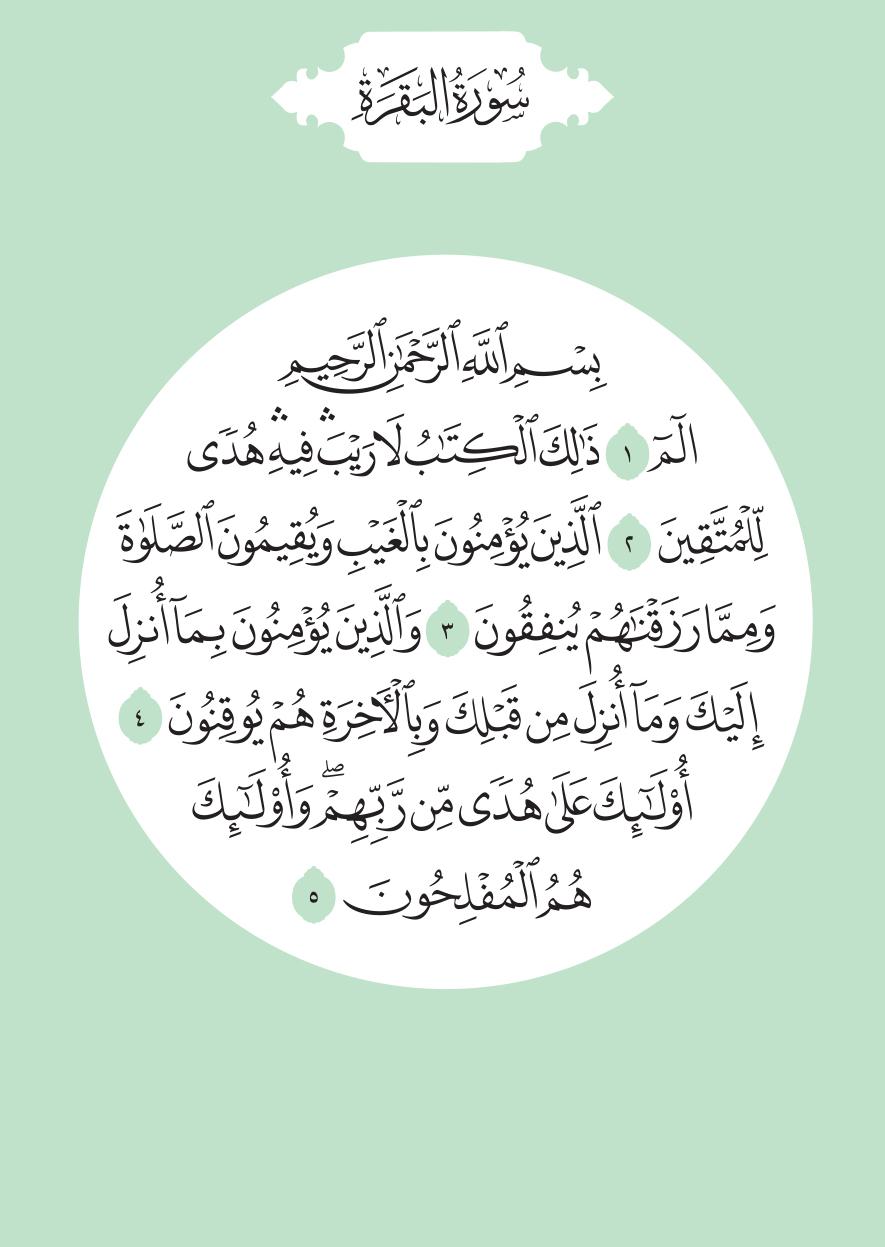 سُورَةُ الْبَقَرَةِ
بِسْمِ ٱللَّهِ ٱلرَّحْمَٰنِ ٱلرَّحِيمِ
الٓمٓ ١ ذَٰلِكَ ٱلْكِتَٰبُ لَا رَيْبَ ۛ فِيهِ ۛ هُدًى
لِّلْمُتَّقِينَ ٢ ٱلَّذِينَ يُؤْمِنُونَ بِٱلْغَيْبِ وَيُقِيمُونَ ٱلصَّلَوٰةَ
وَمِمَّا رَزَقْنَٰهُمْ يُنفِقُونَ ٣ وَٱلَّذِينَ يُؤْمِنُونَ بِمَآ أُنزِلَ
إِلَيْكَ وَمَآ أُنزِلَ مِن قَبْلِكَ وَبِٱلْأَخِرَةِ هُمْ يُوقِنُونَ ٤
أُوْلَٰٓئِكَ عَلَىٰ هُدًى مِّن رَّبِّهِمْ ۖ وَأُوْلَٰٓئِكَ
هُمُ ٱلْمُفْلِحُونَ ٥